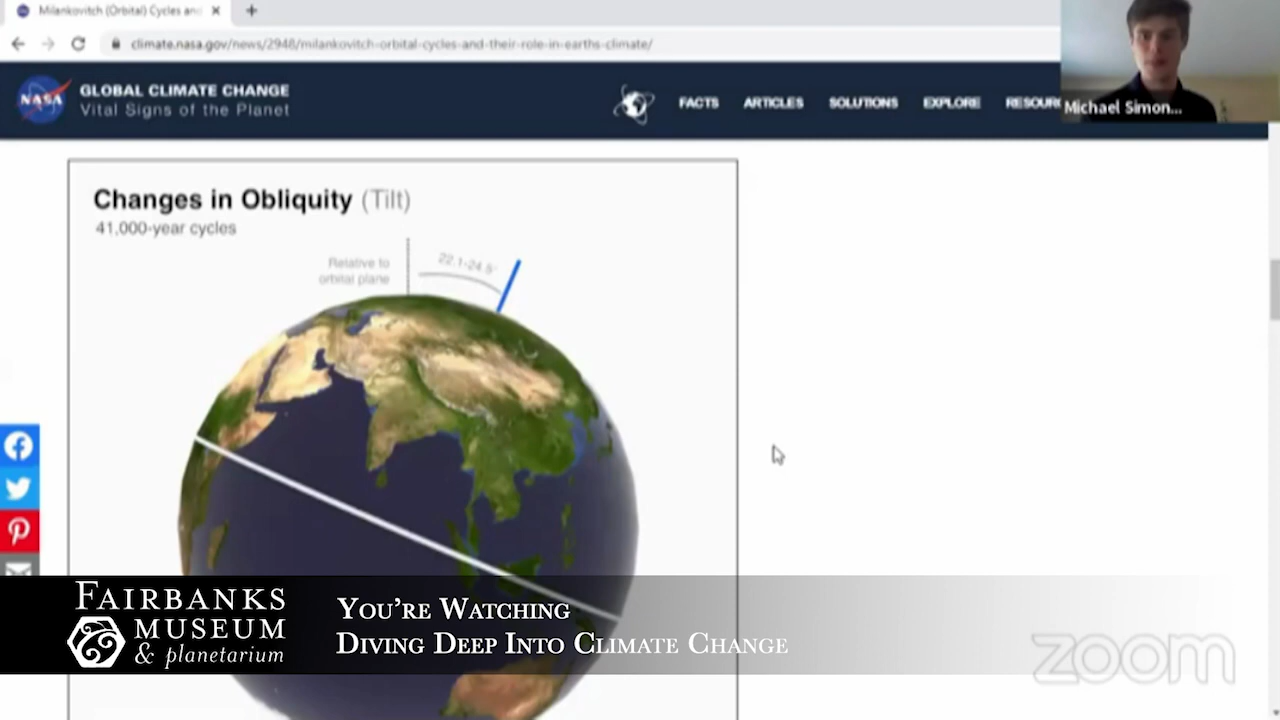 Milankovitch (Orbital) Cycles and
climate.nasa.gov/news/2948/milankovitch-orbital-cycles-and-their-role-in-earths-climate/
NASA
GLOBAL CLIMATE CHANGE
Vital Signs of the Planet
FACTS ARTICLES SOLUTIONS EXPLORE RESOURC
Michael Simon...
Changes in Obliquity (Tilt)
41,000-year cycles
Relative to
orbital plane
22.1-24.5°
FAIRBANKS
MUSEUM
& planetarium
YOU'RE WATCHING
DIVING DEEP INTO CLIMATE CHANGE
zoom